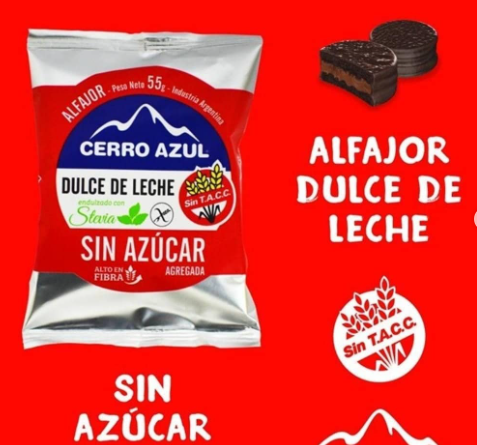 ALFAJOR - Peso Neto 55g - Industria Argentina
CERRO AZUL
DULCE DE LECHE
endulzado con
Stevia
Sin T.A.C.C.
SIN AZÚCAR
AGREGADA
ALTO EN
FIBRA
ALFAJOR
DULCE DE
LECHE
Sin T.A.C.C.
SIN
AZÚCAR